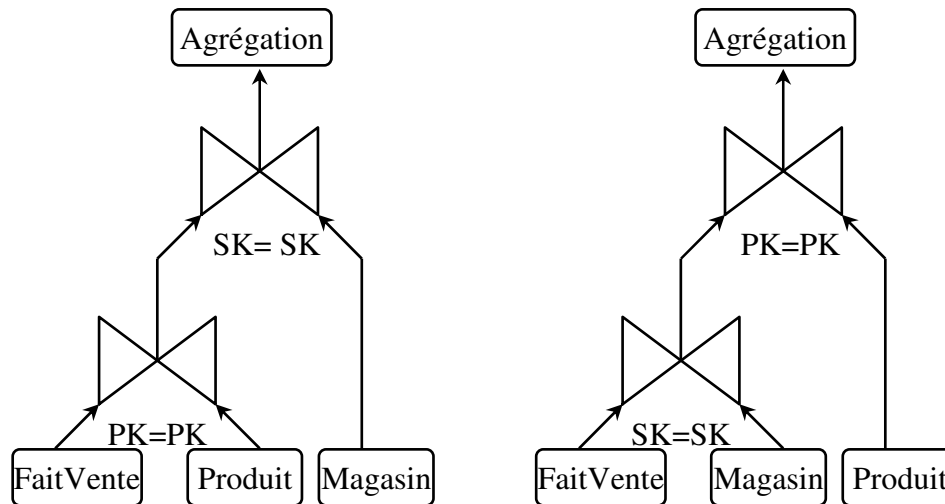 Agrégation
SK= SK
PK=PK
FaitVente
Produit
Magasin
Agrégation
PK=PK
SK=SK
FaitVente
Magasin
Produit